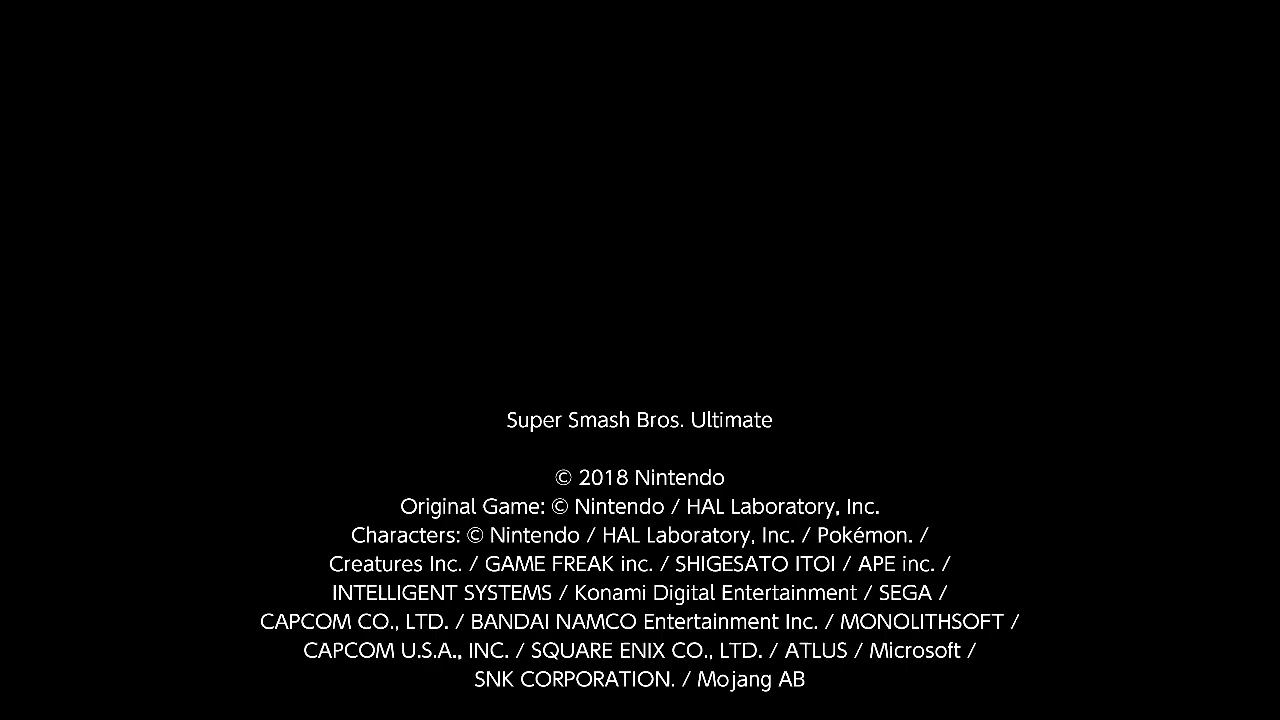 Super Smash Bros. Ultimate
© 2018 Nintendo
Original Game: © Nintendo / HAL Laboratory, Inc.
Characters: © Nintendo / HAL Laboratory, Inc. / Pokémon. /
Creatures Inc. / GAME FREAK inc. / SHIGESATO ITOI / APE inc. /
INTELLIGENT SYSTEMS / Konami Digital Entertainment / SEGA /
CAPCOM CO., LTD. / BANDAI NAMCO Entertainment Inc. / MONOLITHSOFT /
CAPCOM U.S.A., INC. / SQUARE ENIX CO., LTD. / ATLUS / Microsoft /
SNK CORPORATION. / Mojang AB